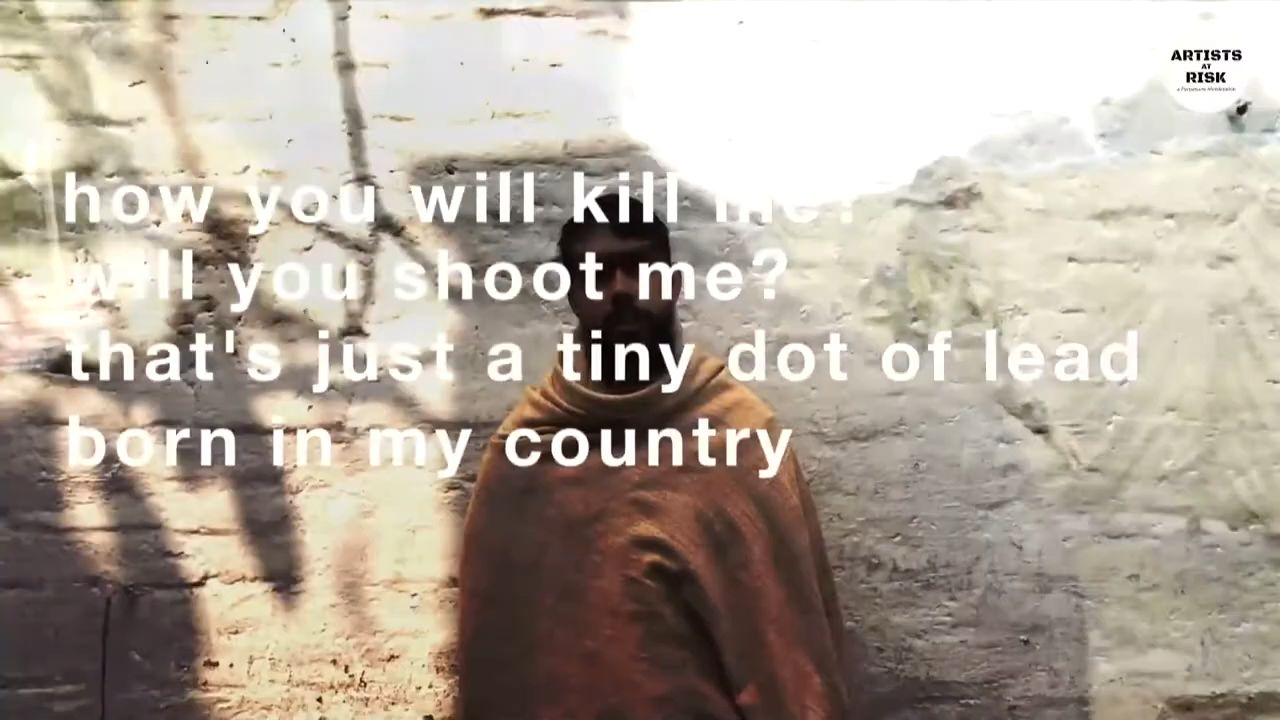 ARTISTS
AT
RISK
how you will kill me?
will you shoot me?
that's just a tiny dot of lead
born in my country